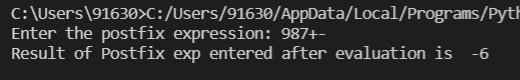 C:\Users\91630>C:/Users/91630/AppData/Local/Programs/Pyth
Enter the postfix expression: 987+-
Result of Postfix exp entered after evaluation is  -6